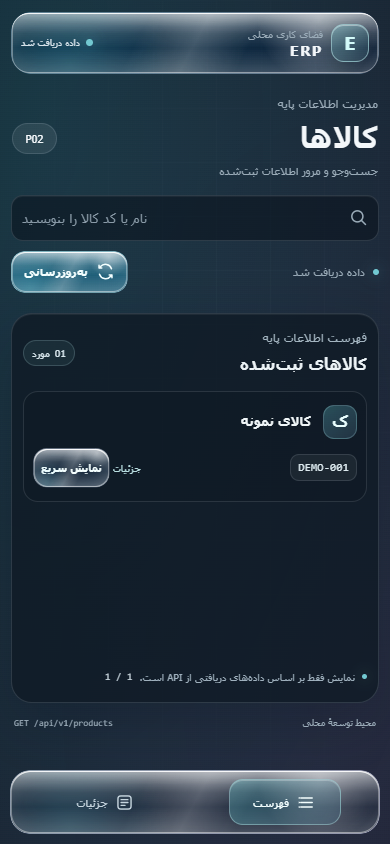 E
فضای کاری محلی
ERP
داده دریافت شد
مدیریت اطلاعات پایه
کالاها
P02
جست‌وجو و مرور اطلاعات ثبت‌شده
نام یا کد کالا را بنویسید
داده دریافت شد
به‌روزرسانی
فهرست اطلاعات پایه
کالاهای ثبت‌شده
01 مورد
ک
کالای نمونه
DEMO-001
جزئیات
نمایش سریع
نمایش فقط بر اساس داده‌های دریافتی از API است.
1 / 1
محیط توسعهٔ محلی
GET /api/v1/products
فهرست
جزئیات